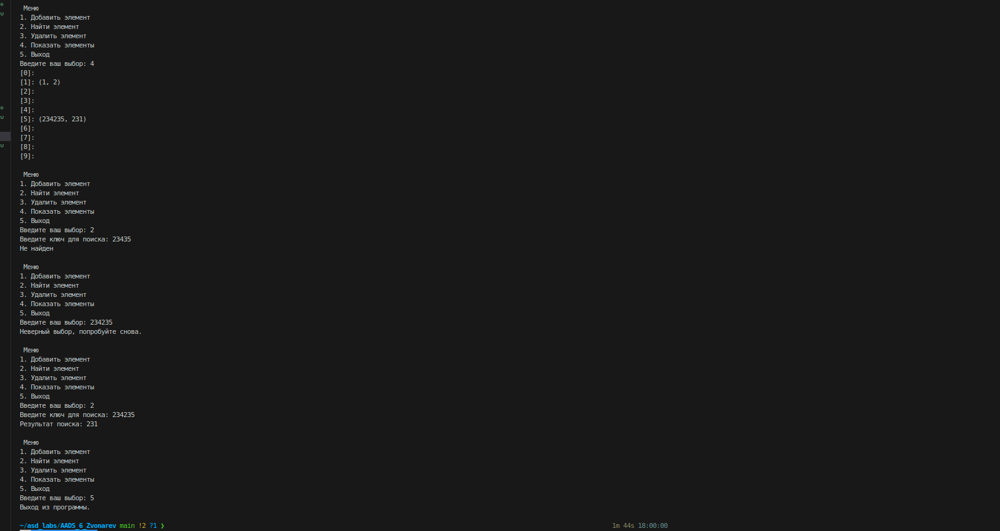 Меню
1. Добавить элемент
2. Найти элемент
3. Удалить элемент
4. Показать элементы
5. Выход
Введите ваш выбор: 4
[0]:
[1]: (1, 2)
[2]:
[3]:
[4]:
[5]: (234235, 231)
[6]:
[7]:
[8]:
[9]:
Меню
1. Добавить элемент
2. Найти элемент
3. Удалить элемент
4. Показать элементы
5. Выход
Введите ваш выбор: 2
Введите ключ для поиска: 23435
Не найден
Меню
1. Добавить элемент
2. Найти элемент
3. Удалить элемент
4. Показать элементы
5. Выход
Введите ваш выбор: 234235
Неверный выбор, попробуйте снова.
Меню
1. Добавить элемент
2. Найти элемент
3. Удалить элемент
4. Показать элементы
5. Выход
Введите ваш выбор: 2
Введите ключ для поиска: 234235
Результат поиска: 231
Меню
1. Добавить элемент
2. Найти элемент
3. Удалить элемент
4. Показать элементы
5. Выход
Введите ваш выбор: 5
Выход из программы.
~/asd_labs/AADS_6_Zvonarev main !2 ?1 ❯ 1m 44s 18:00:00
U
U
U